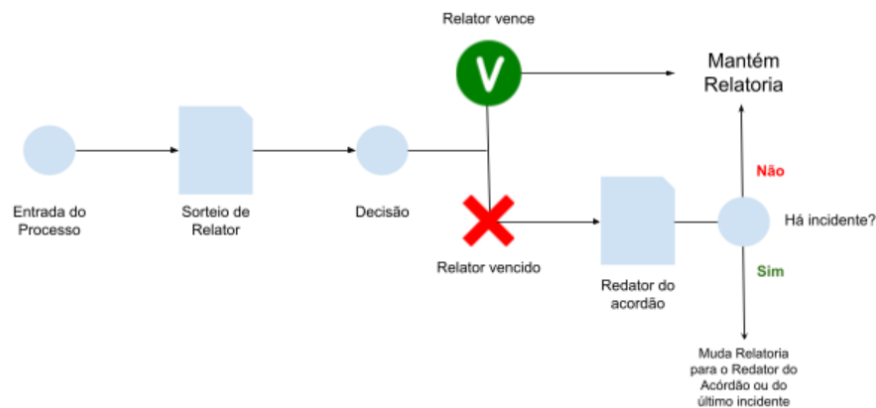 Relator vence
V
Mantém
Relatoria
Entrada do
Processo
Sorteio de
Relator
Decisão
Relator vencido
Não
Há incidente?
Redator do
acordão
Sim
Muda Relatoria
para o Redator do
Acórdão ou do
último incidente